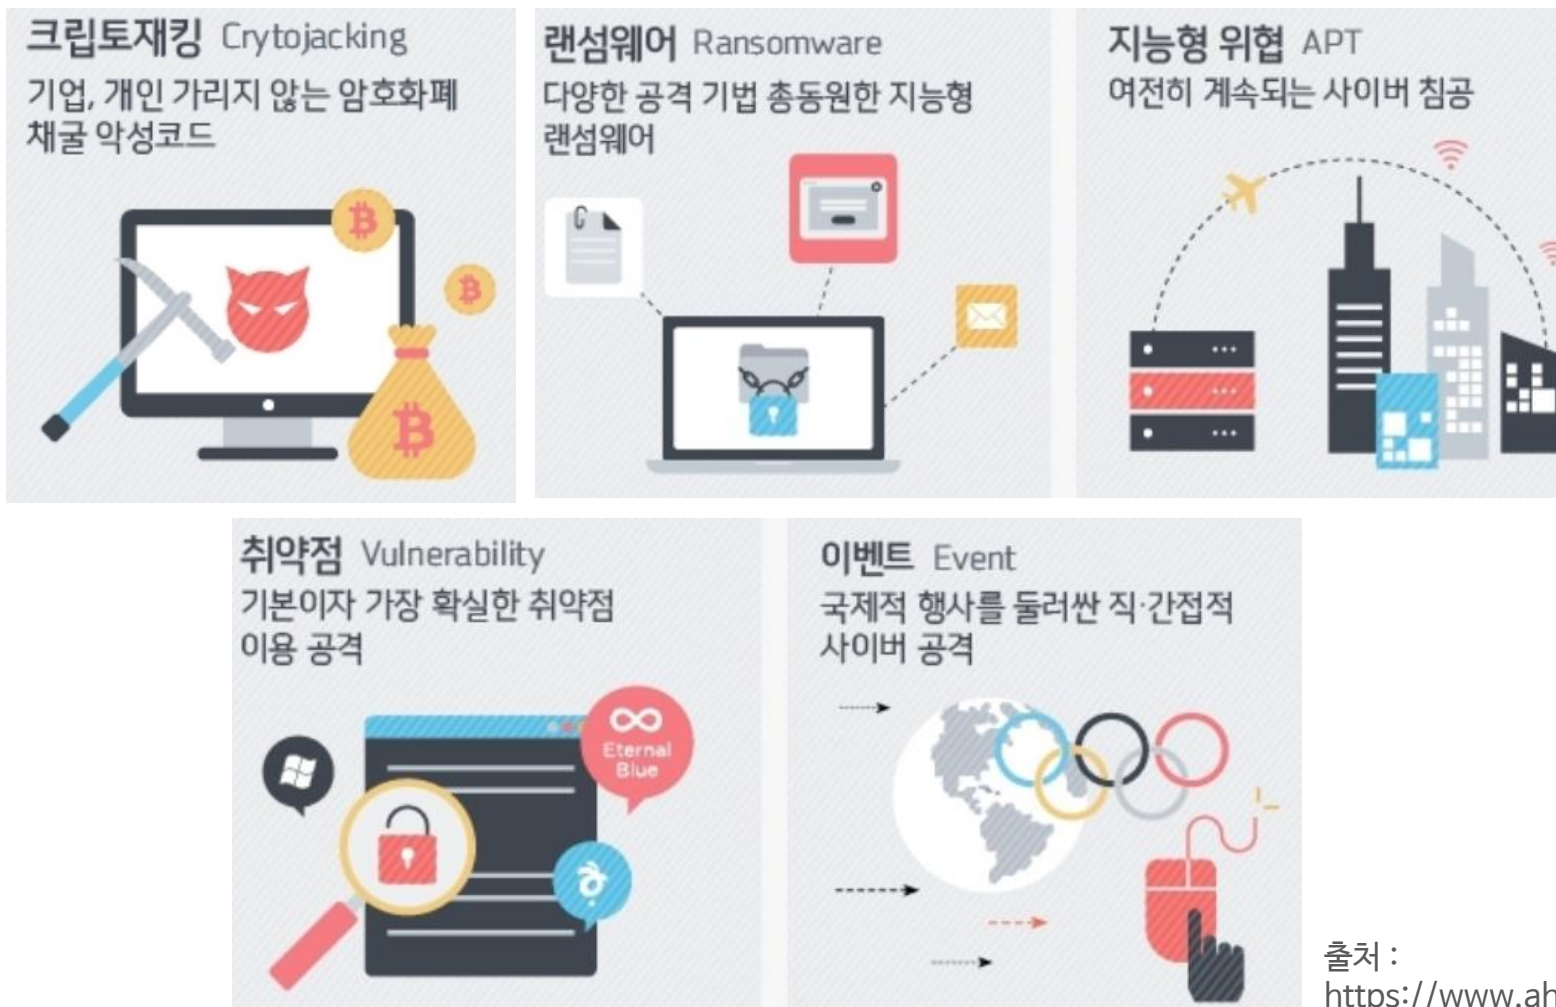 크립토재킹 Crytojacking
기업, 개인 가리지 않는 암호화폐
채굴 악성코드
랜섬웨어 Ransomware
다양한 공격 기법 총동원한 지능형
랜섬웨어
지능형 위협 APT
여전히 계속되는 사이버 침공
취약점 Vulnerability
기본이자 가장 확실한 취약점
이용 공격
Eternal
Blue
이벤트 Event
국제적 행사를 둘러싼 직·간접적
사이버 공격
출처 :
https://www.ah